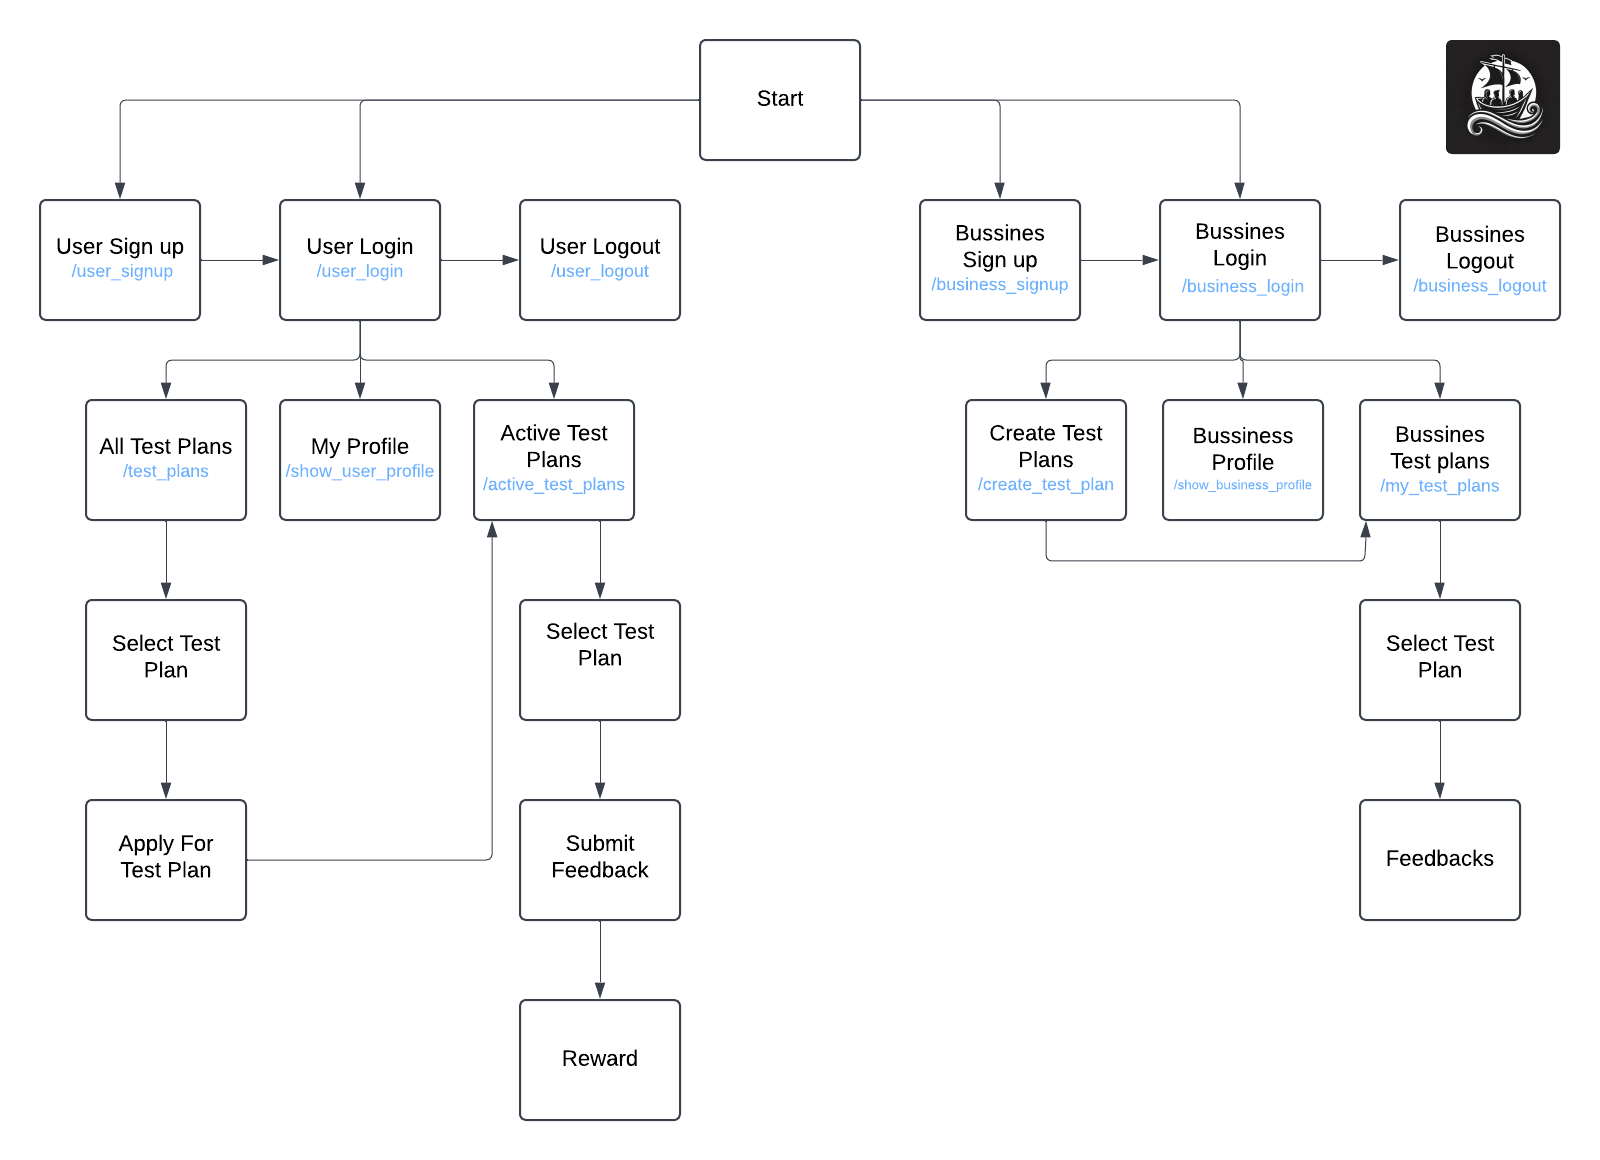 Start
User Sign up
/user_signup
User Login
/user_login
User Logout
/user_logout
Bussines
Sign up
/business_signup
Bussines
Login
/business_login
Bussines
Logout
/business_logout
All Test Plans
/test_plans
My Profile
/show_user_profile
Active Test
Plans
/active_test_plans
Create Test
Plans
/create_test_plan
Bussiness
Profile
/show_business_profile
Bussines
Test plans
/my_test_plans
Select Test
Plan
Select Test
Plan
Select Test
Plan
Apply For
Test Plan
Submit
Feedback
Feedbacks
Reward